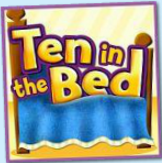 Ten in
the Bed